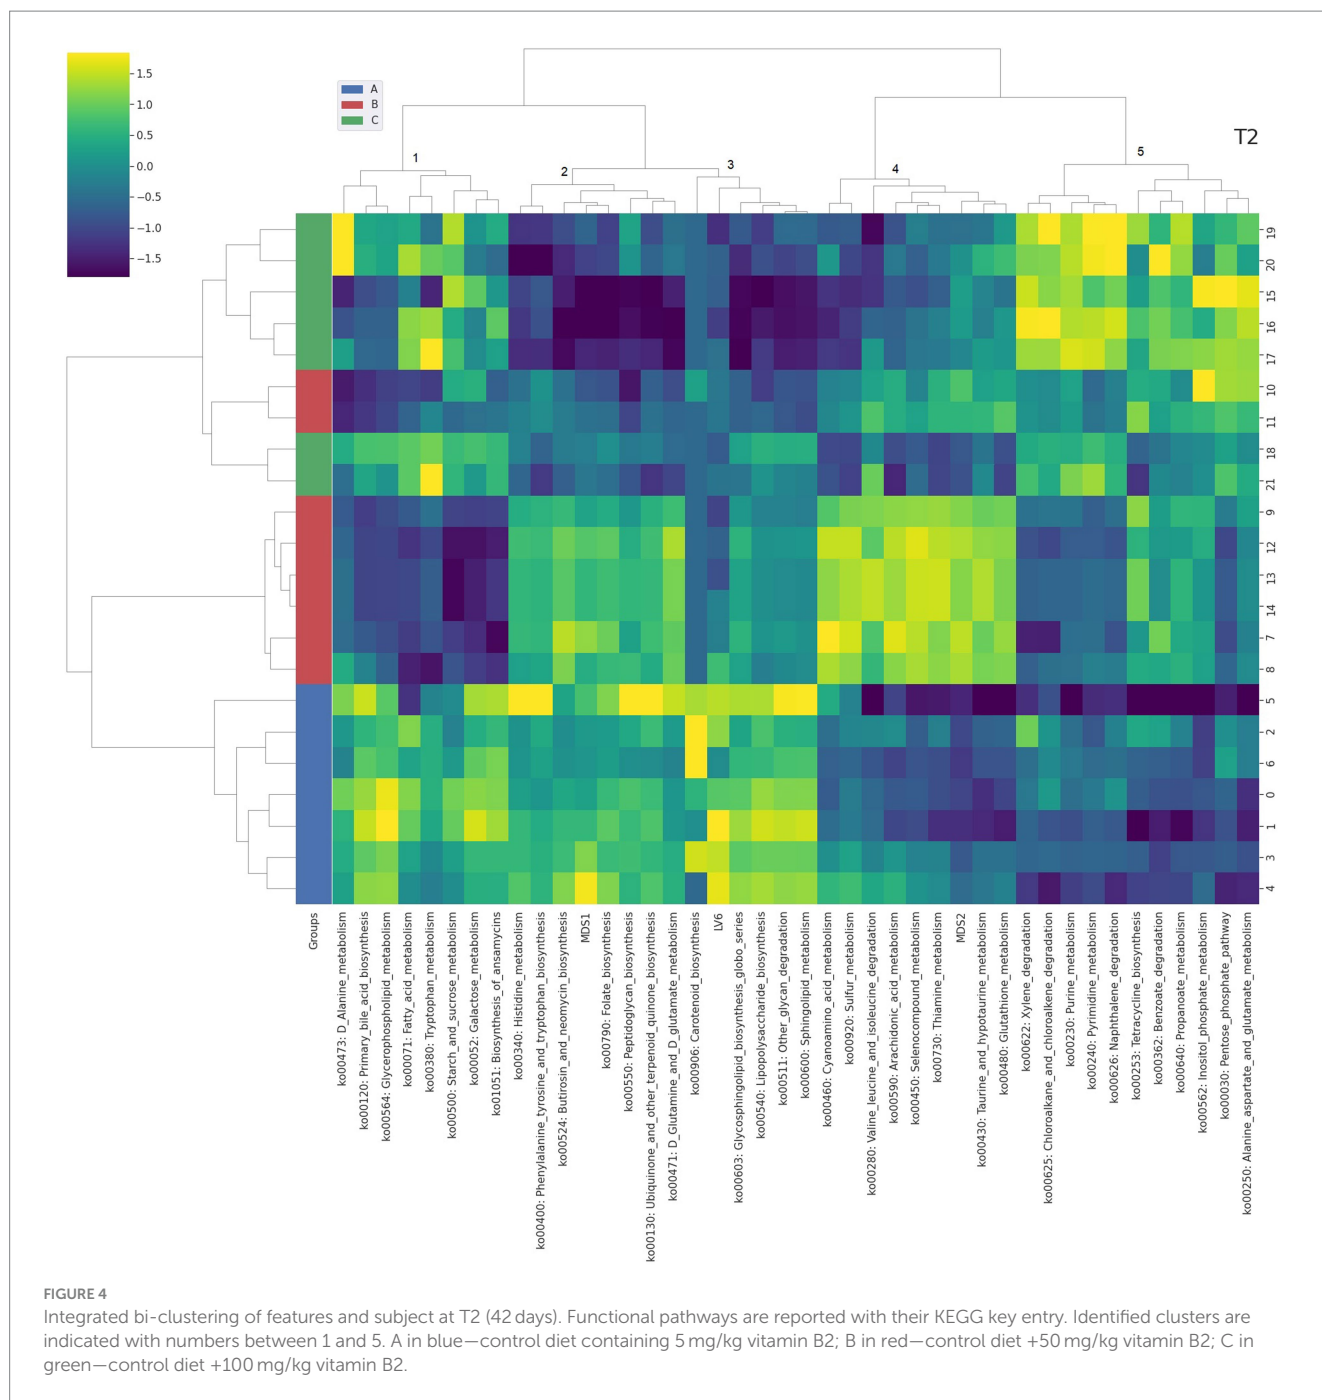 1.5
1.0
0.5
0.0
−0.5
−1.0
−1.5
A
B
C
T2
1
2
3
4
5
19
20
15
16
17
10
11
18
21
9
12
13
14
7
8
5
2
6
0
1
3
4
Groups
ko00473: D_Alanine_metabolism
ko00120: Primary_bile_acid_biosynthesis
ko00564: Glycerophospholipid_metabolism
ko00071: Fatty_acid_metabolism
ko00380: Tryptophan_metabolism
ko00500: Starch_and_sucrose_metabolism
ko00052: Galactose_metabolism
ko01051: Biosynthesis_of_ansamycins
ko00340: Histidine_metabolism
ko00400: Phenylalanine_tyrosine_and_tryptophan_biosynthesis
ko00524: Butirosin_and_neomycin_biosynthesis
MDS1
ko00790: Folate_biosynthesis
ko00550: Peptidoglycan_biosynthesis
ko00130: Ubiquinone_and_other_terpenoid_quinone_biosynthesis
ko00471: D_Glutamine_and_D_glutamate_metabolism
ko00906: Carotenoid_biosynthesis
LV6
ko00603: Glycosphingolipid_biosynthesis_globo_series
ko00540: Lipopolysaccharide_biosynthesis
ko00511: Other_glycan_degradation
ko00600: Sphingolipid_metabolism
ko00460: Cyanoamino_acid_metabolism
ko00920: Sulfur_metabolism
ko00280: Valine_leucine_and_isoleucine_degradation
ko00590: Arachidonic_acid_metabolism
ko00450: Selenocompound_metabolism
ko00730: Thiamine_metabolism
MDS2
ko00430: Taurine_and_hypotaurine_metabolism
ko00480: Glutathione_metabolism
ko00622: Xylene_degradation
ko00625: Chloroalkane_and_chloroalkene_degradation
ko00230: Purine_metabolism
ko00240: Pyrimidine_metabolism
ko00626: Naphthalene_degradation
ko00253: Tetracycline_biosynthesis
ko00362: Benzoate_degradation
ko00640: Propanoate_metabolism
ko00562: Inositol_phosphate_metabolism
ko00030: Pentose_phosphate_pathway
ko00250: Alanine_aspartate_and_glutamate_metabolism
FIGURE 4
Integrated bi-clustering of features and subject at T2 (42 days). Functional pathways are reported with their KEGG key entry. Identified clusters are
indicated with numbers between 1 and 5. A in blue—control diet containing 5 mg/kg vitamin B2; B in red—control diet +50 mg/kg vitamin B2; C in
green—control diet +100 mg/kg vitamin B2.